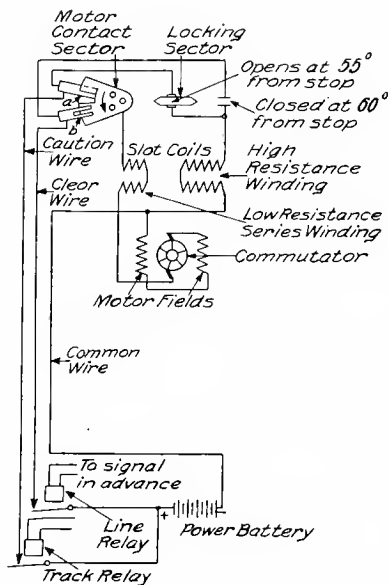 Motor
Contact
Sector
Locking
Sector
Opens at 55°
from stop
a
b
Closed at 60°
from stop
Caution
Wire
Slot Coils
High
Resistance
Winding
Clear
Wire
Low Resistance
Series Winding
Commutator
Motor Fields
Common
Wire
To signal
in advance
+
-
Line
Relay
Power Battery
Track Relay